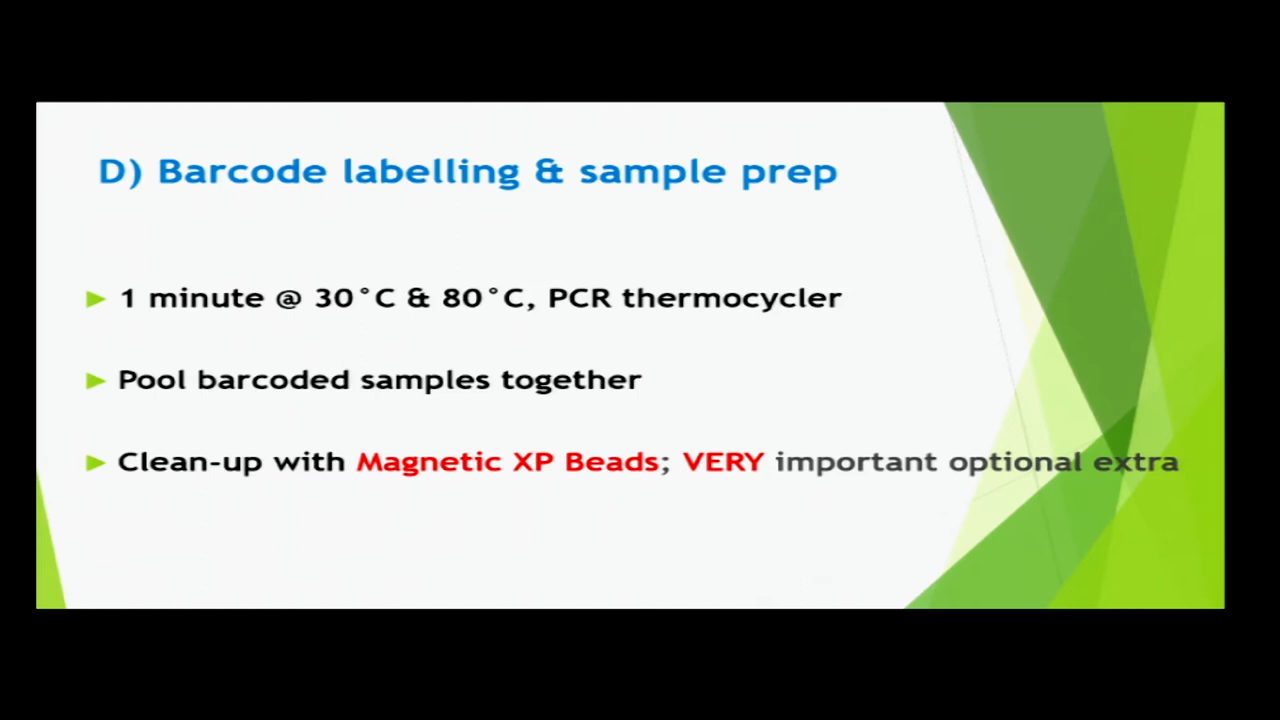 D) Barcode labelling & sample prep
1 minute @ 30°C & 80°C, PCR thermocycler
Pool barcoded samples together
Clean-up with Magnetic XP Beads; VERY important optional extra